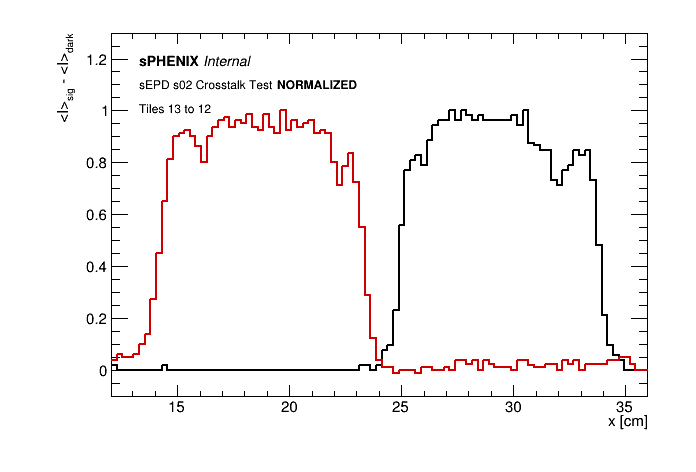 <I>sig - <I>dark
sPHENIX Internal
sEPD s02 Crosstalk Test NORMALIZED
Tiles 13 to 12
1.2
1
0.8
0.6
0.4
0.2
0
15 20 25 30 35
x [cm]